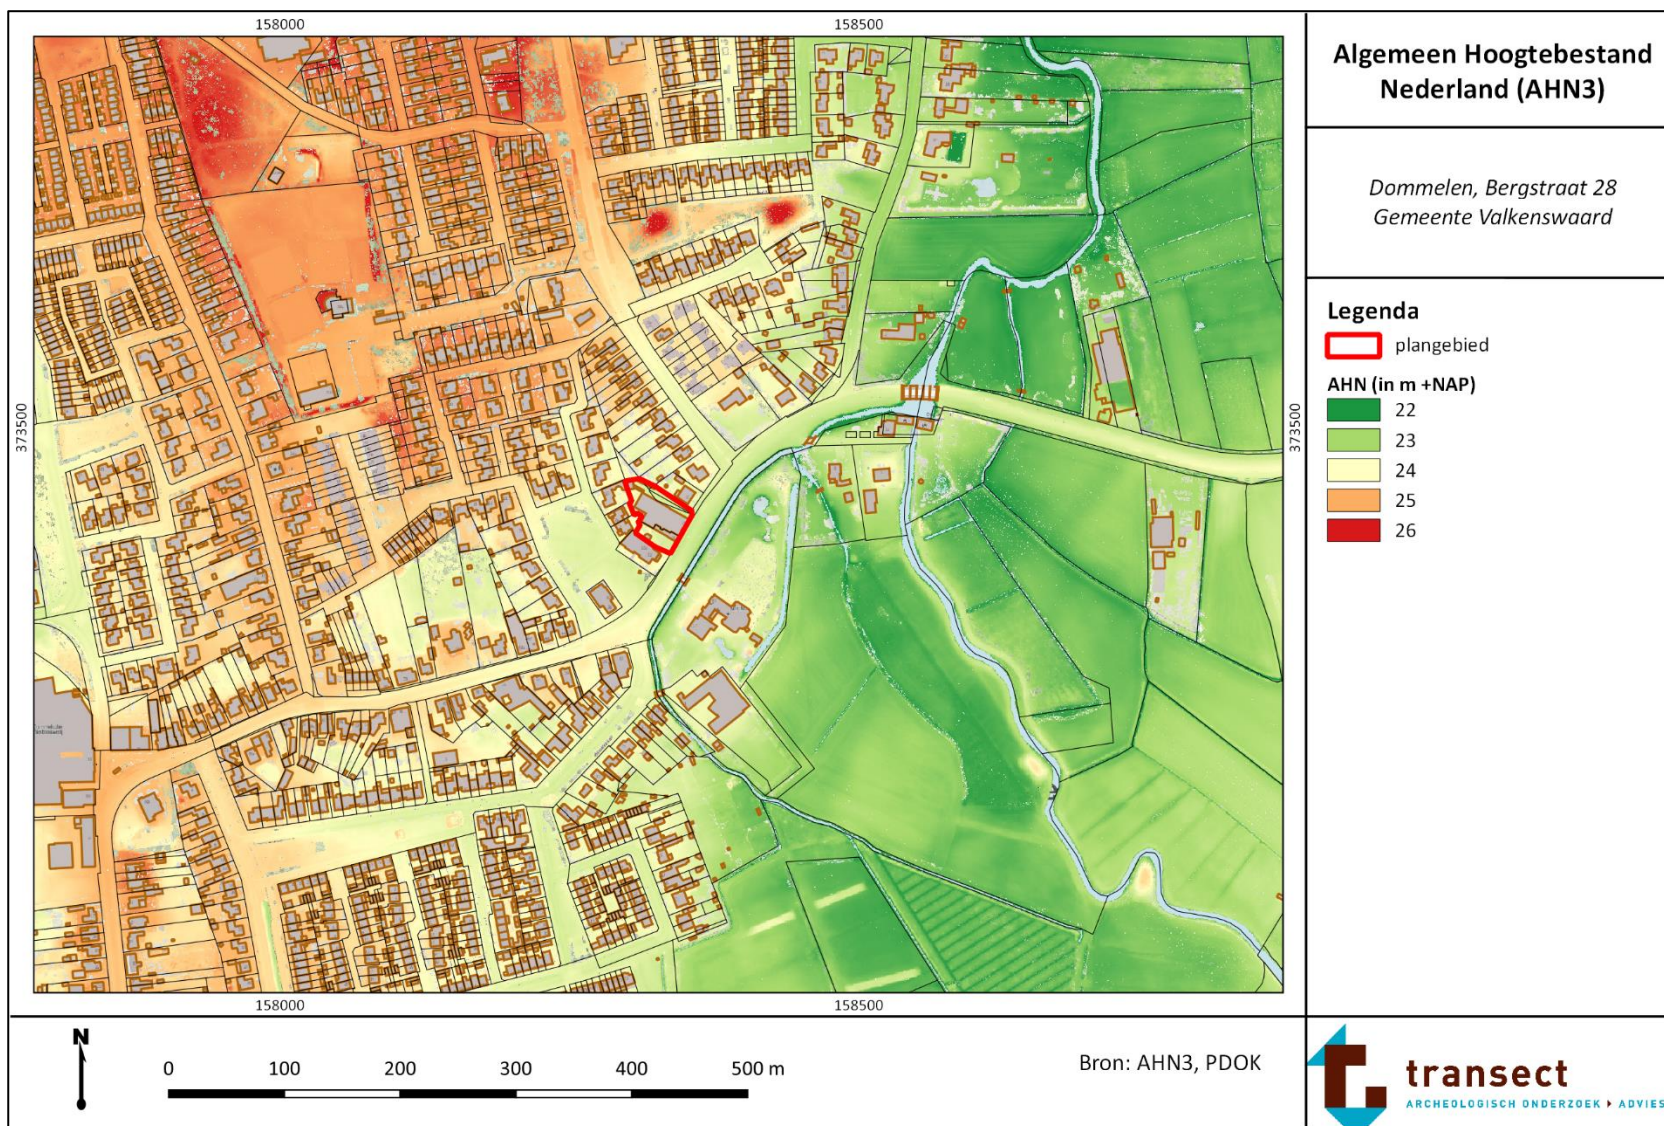 158000
158500
373500
373500
158000
158500
Algemeen Hoogtebestand
Nederland (AHN3)
Dommelen, Bergstraat 28
Gemeente Valkenswaard
Legenda
plangebied
AHN (in m +NAP)
22
23
24
25
26
N
0
100
200
300
400
500 m
Bron: AHN3, PDOK
transect
ARCHEOLOGISCH ONDERZOEK ▸ ADVIES